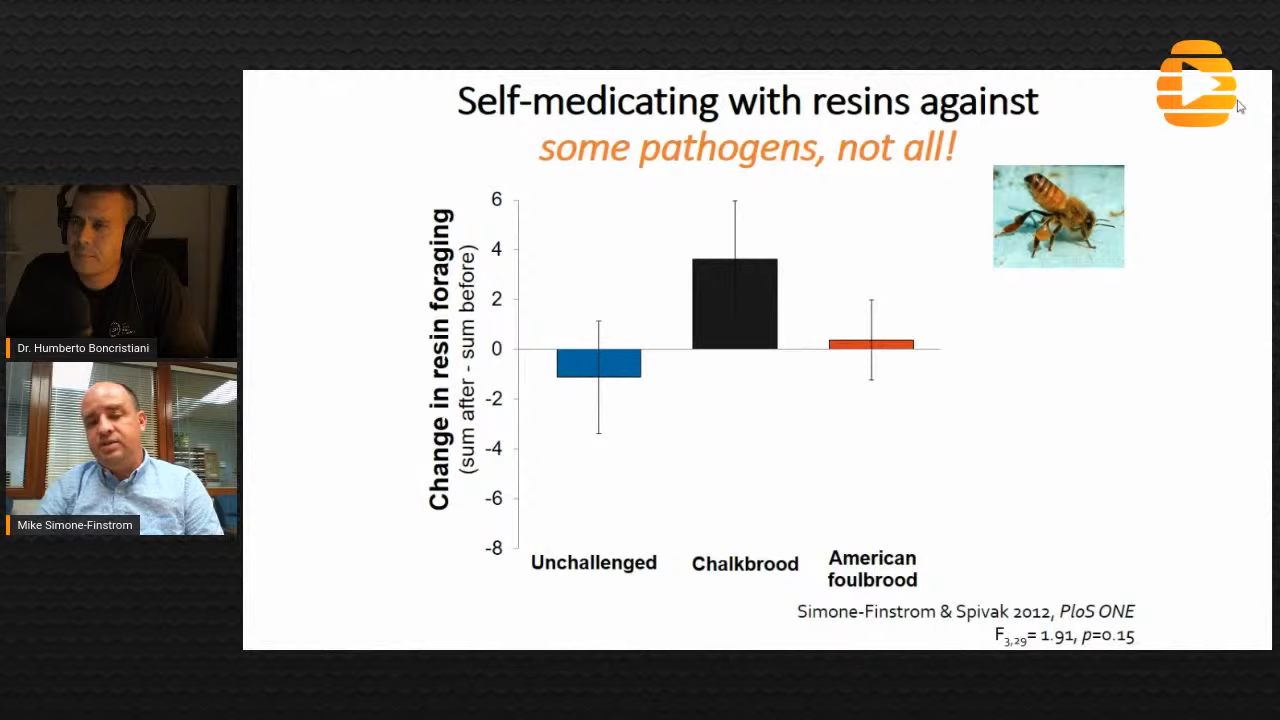 Self-medicating with resins against
some pathogens, not all!
Change in resin foraging
(sum after - sum before)
6
4
2
0
-2
-4
-6
-8
Unchallenged
Chalkbrood
American
foulbrood
Simone-Finstrom & Spivak 2012, PloS ONE
F3,29= 1.91, p=0.15
Dr. Humberto Boncristiani
Mike Simone-Finstrom